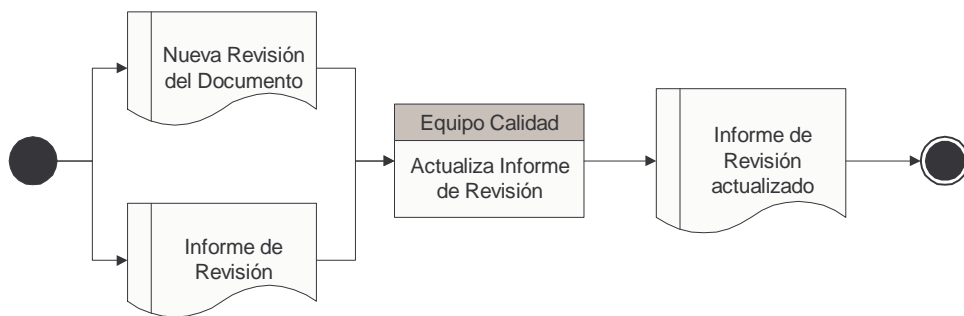 Nueva Revisión
del Documento
Equipo Calidad
Actualiza Informe
de Revisión
Informe de
Revisión
actualizado
Informe de
Revisión